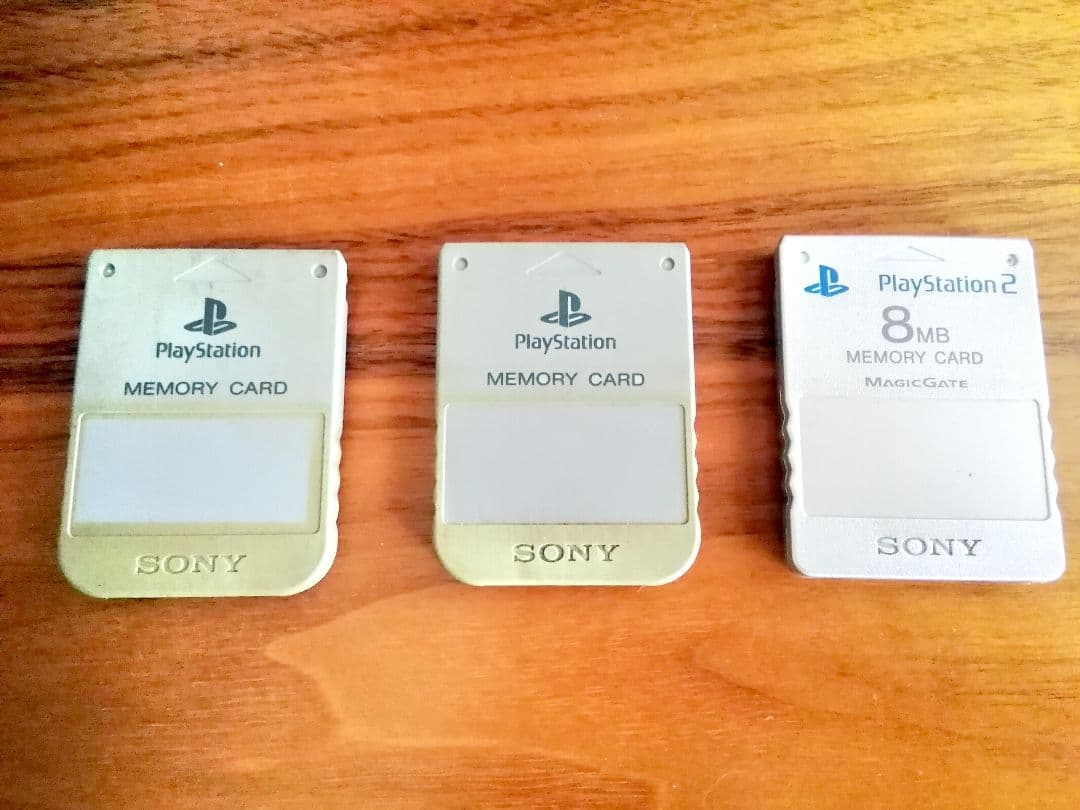 PlayStation
MEMORY CARD
SONY
PlayStation
MEMORY CARD
SONY
PlayStation 2
8MB
MEMORY CARD
MAGICGATE
SONY